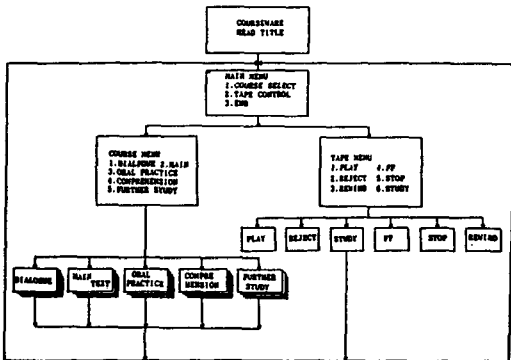 COURSEWARE
HEAD TITLE
MAIN MENU
1.COURSE SELECT
2.TAPE CONTROL
3.END
COURSE MENU
1.DIALOGUE 2.MAIN
3.ORAL PRACTICE
4.COMPREHENSION
5.FURTHER STUDY
TAPE MENU
1.PLAY 4.FF
2.REJECT 5.STOP
3.REWIND 6.STUDY
PLAY REJECT STUDY FF STOP REWIND
DIALOGUE
MAIN
TEXT
ORAL
PRACTICE
COMPRE
HENSION
FURTHER
STUDY